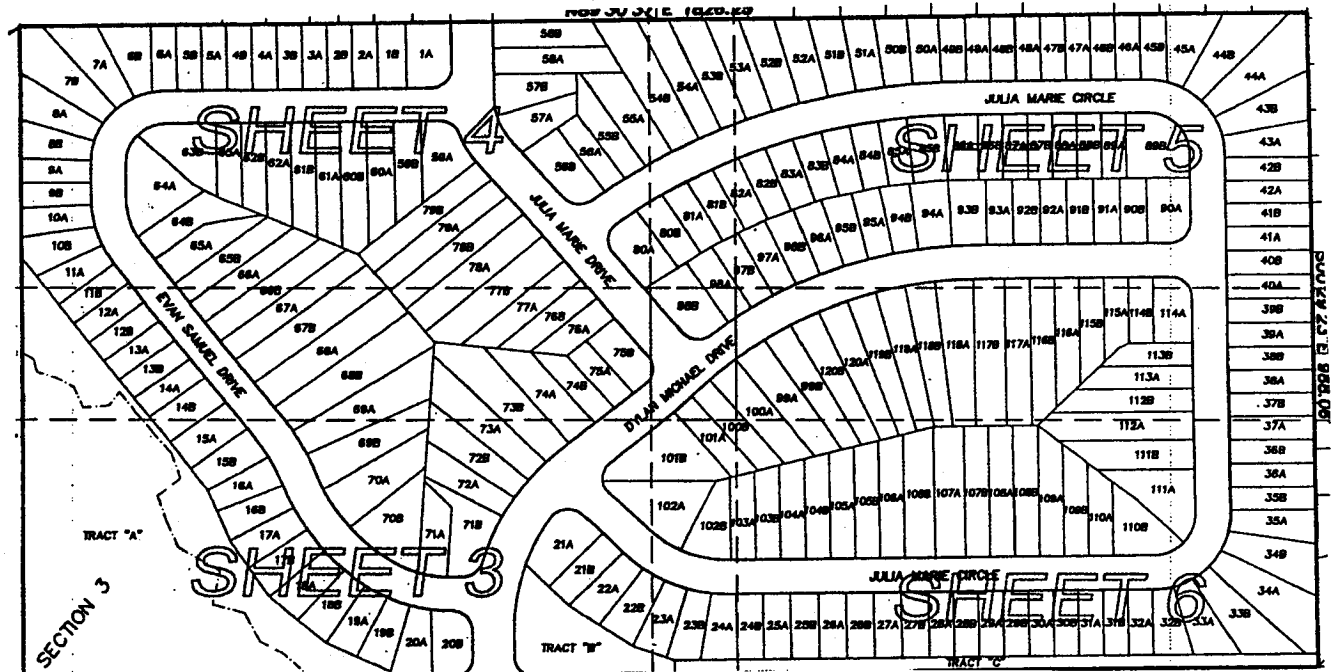 7A 6B 6A 5B 5A 4B 4A 3B 3A 2B 2A 1B 1A
58B
58A
57B
57A
55A
55B
56A
56B
54B 54A 53B 53A 52B 52A 51B 51A 50B 50A 49B 49A 48B 48A 47B 47A 46B 46A 45B 45A 44B
44A
43B
43A
42B
42A
41B
41A
40B
40A
39B
39A
38B
38A
37B
37A
36B
36A
35B
35A
34B
34A
33B
33A
7B
8A
8B
9A
9B
10A
10B
11A
11B
12A
12B
13A
13B
14A
14B
15A
15B
16A
16B
17A
17B
18A
18B
19A
19B
20A
20B
SHEET 4
SHEET 5
JULIA MARIE CIRCLE
63B 63A 62B 62A 61B 61A 60B 60A 59B
64A
64B
65A
65B
66A
66B
67A
67B
68A
68B
69A
69B
70A
70B
71A
71B
72A
72B
73A
73B
74A
74B
75A
75B
76A
76B
77A
77B
78A
78B
79A
79B
JULIA MARIE DRIVE
EVAN SAMUEL DRIVE
DYLAN MICHAEL DRIVE
80A 80B 81A 81B 82A 82B 83A 83B 84A 84B 89B
98B 98A 97B 97A 96B 96A 95B 95A 94B 94A 93B 93A 92B 92A 91B 91A 90B 90A
101B 101A 100B 100A 99A 99B 120B 120A 119B 119A 118B 118A 117B 117A 116B 116A 115B 115A 114B 114A
113B
113A
112B
112A
111B
111A
102A
102B 103A 103B 104A 104B 105A 105B 106A 106B 107A 107B 108A 108B 109A 109B 110A 110B
TRACT "A"
SECTION 3
SHEET 3
21A
21B
22A
22B
23A 23B 24A 24B 25A 25B 26A 26B 27A 27B 28A 28B 29A 29B 30A 30B 31A 31B 32A 32B
JULIA MARIE CIRCLE
SHEET 6
TRACT "B"
TRACT "C"